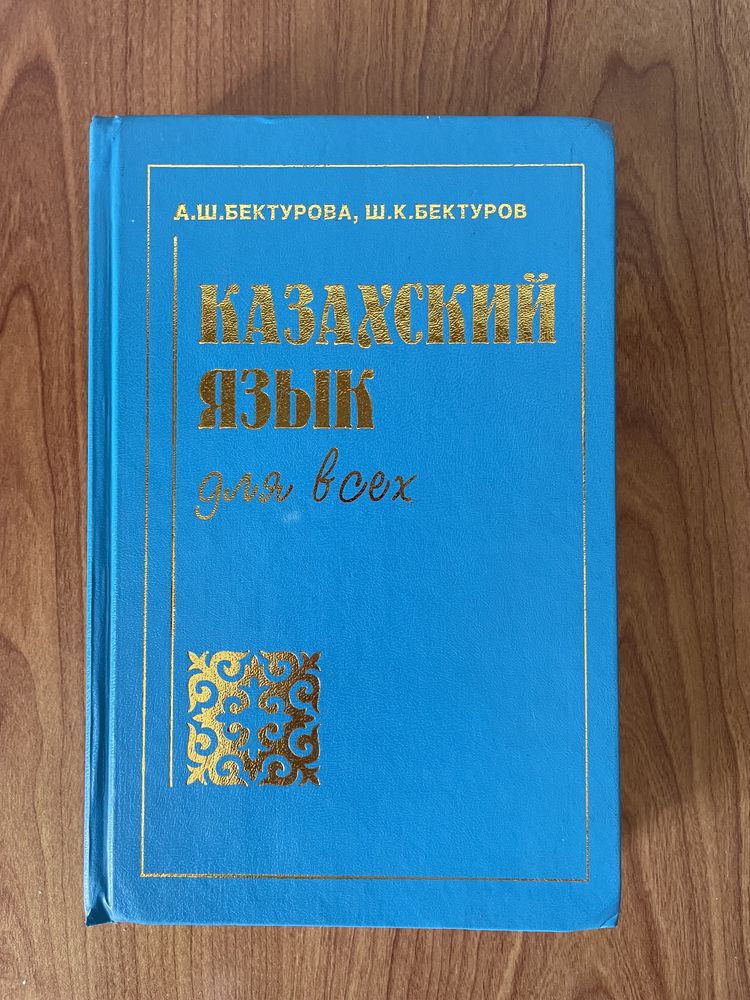 А.Ш.БЕКТУРОВА, Ш.К.БЕКТУРОВ
КАЗАХСКИЙ
ЯЗЫК
для всех